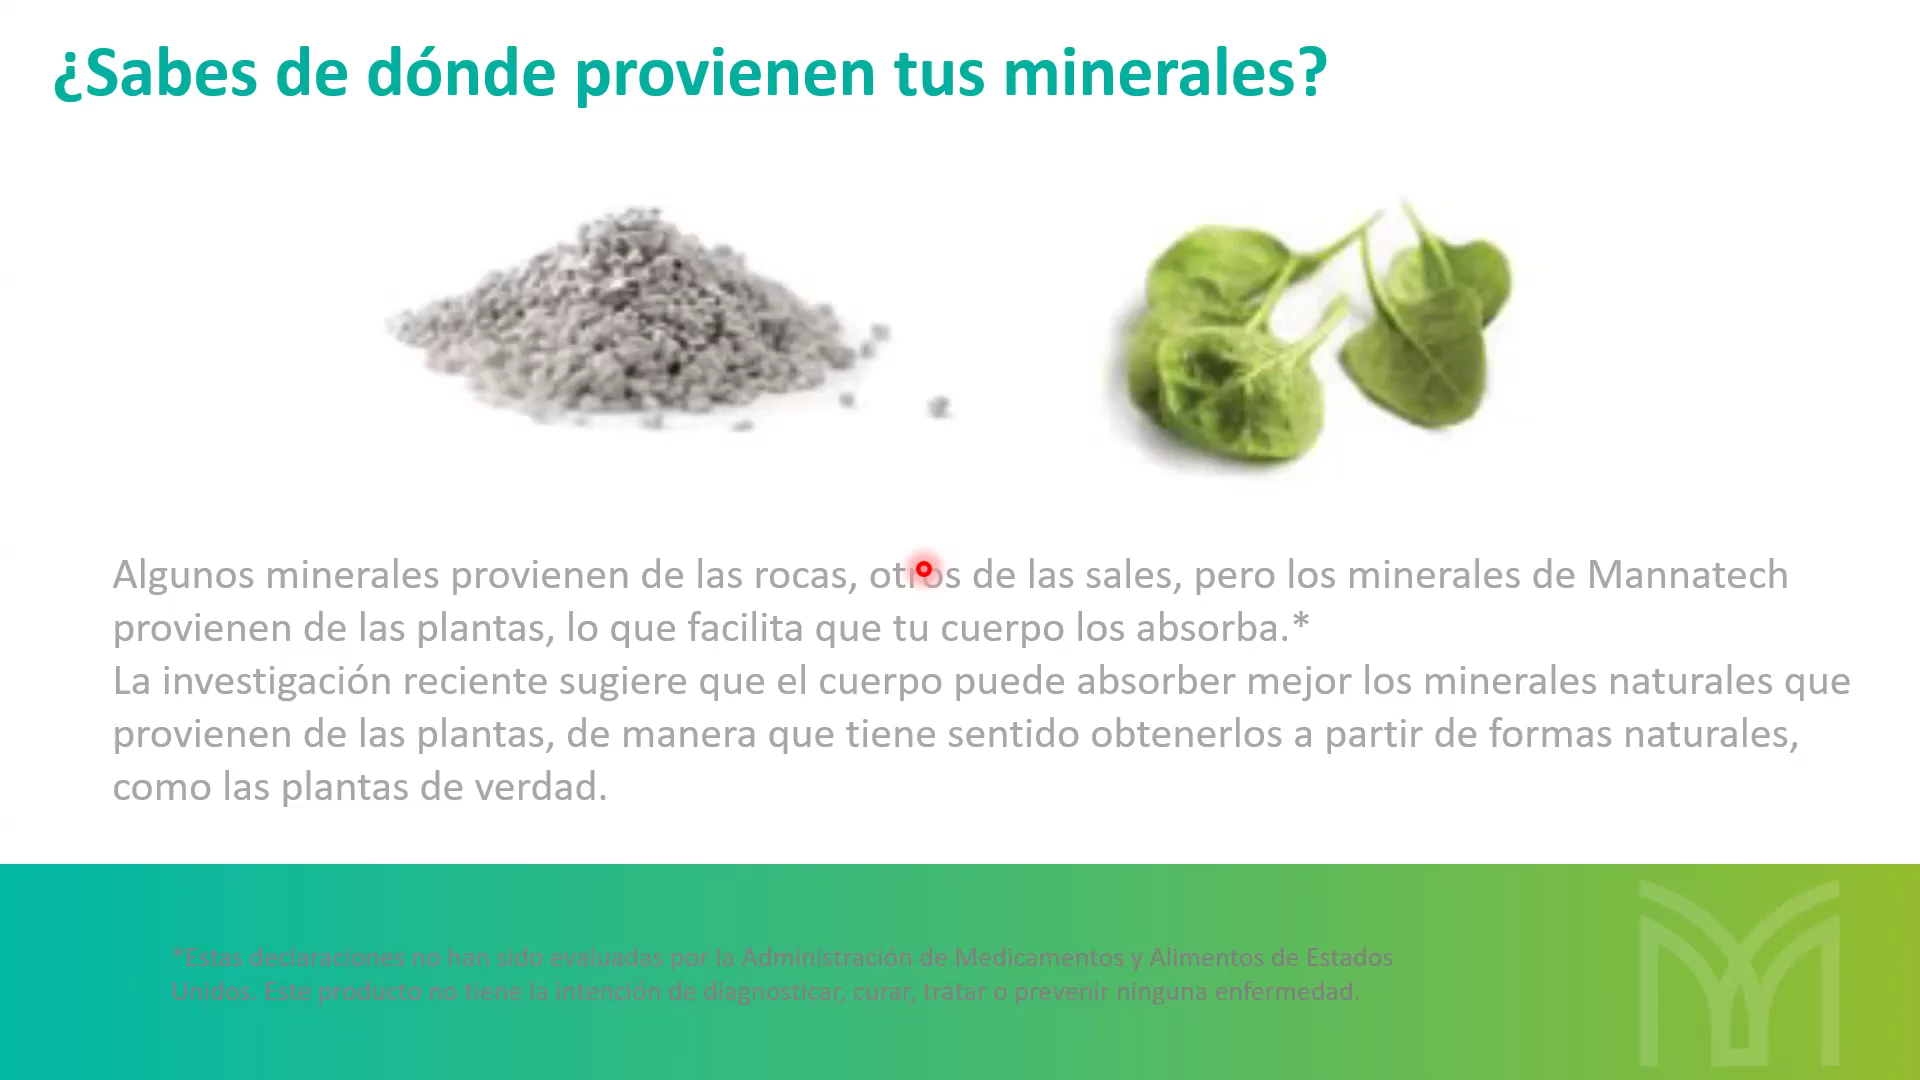 ¿Sabes de dónde provienen tus minerales?
Algunos minerales provienen de las rocas, otros de las sales, pero los minerales de Mannatech
provienen de las plantas, lo que facilita que tu cuerpo los absorba.*
La investigación reciente sugiere que el cuerpo puede absorber mejor los minerales naturales que
provienen de las plantas, de manera que tiene sentido obtenerlos a partir de formas naturales,
como las plantas de verdad.
*Estas declaraciones no han sido evaluadas por la Administración de Medicamentos y Alimentos de Estados
Unidos. Este producto no tiene la intención de diagnosticar, curar, tratar o prevenir ninguna enfermedad.